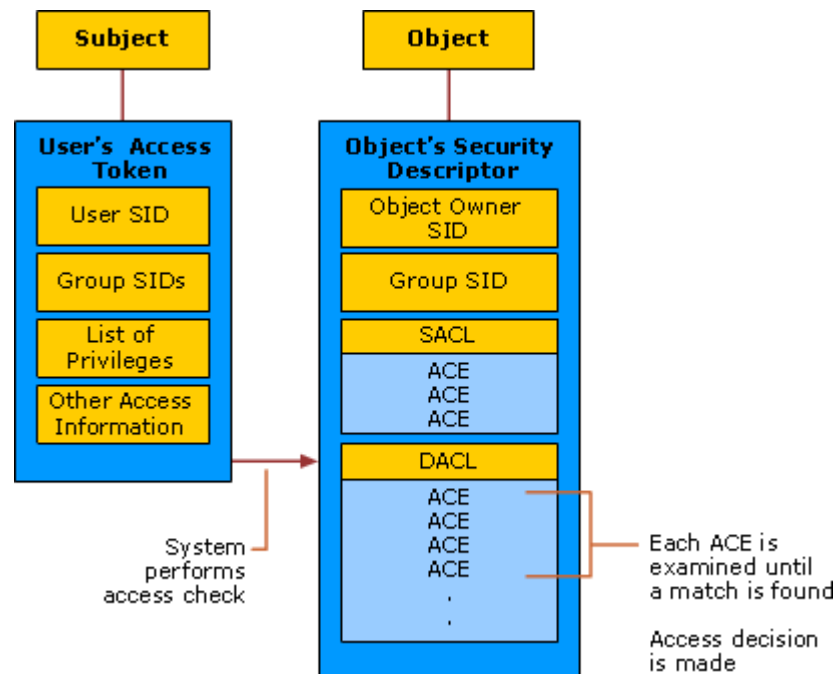 Subject
Object
User's Access
Token
User SID
Group SIDs
List of
Privileges
Other Access
Information
System
performs
access check
Object's Security
Descriptor
Object Owner
SID
Group SID
SACL
ACE
ACE
ACE
DACL
ACE
ACE
ACE
ACE
.
.
Each ACE is
examined until
a match is found
Access decision
is made